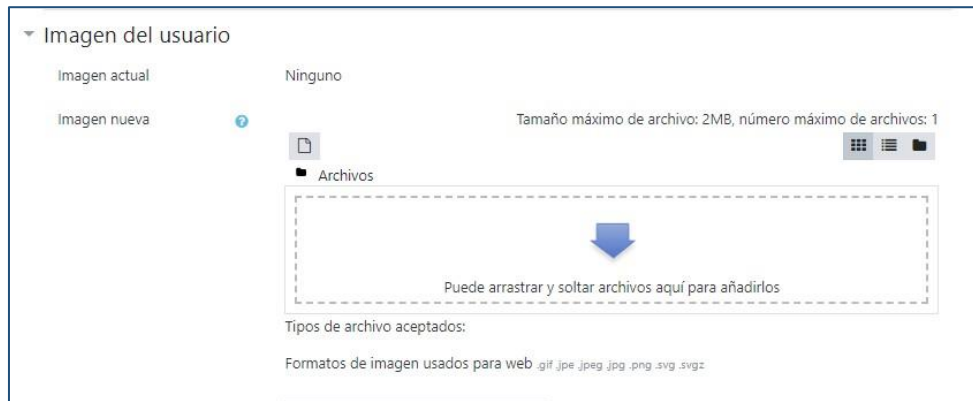 Imagen del usuario
Imagen actual Ninguno
Imagen nueva Tamaño máximo de archivo: 2MB, número máximo de archivos: 1
Archivos
Puede arrastrar y soltar archivos aquí para añadirlos
Tipos de archivo aceptados:
Formatos de imagen usados para web .gif .jpe .jpeg .jpg .png .svg .svgz